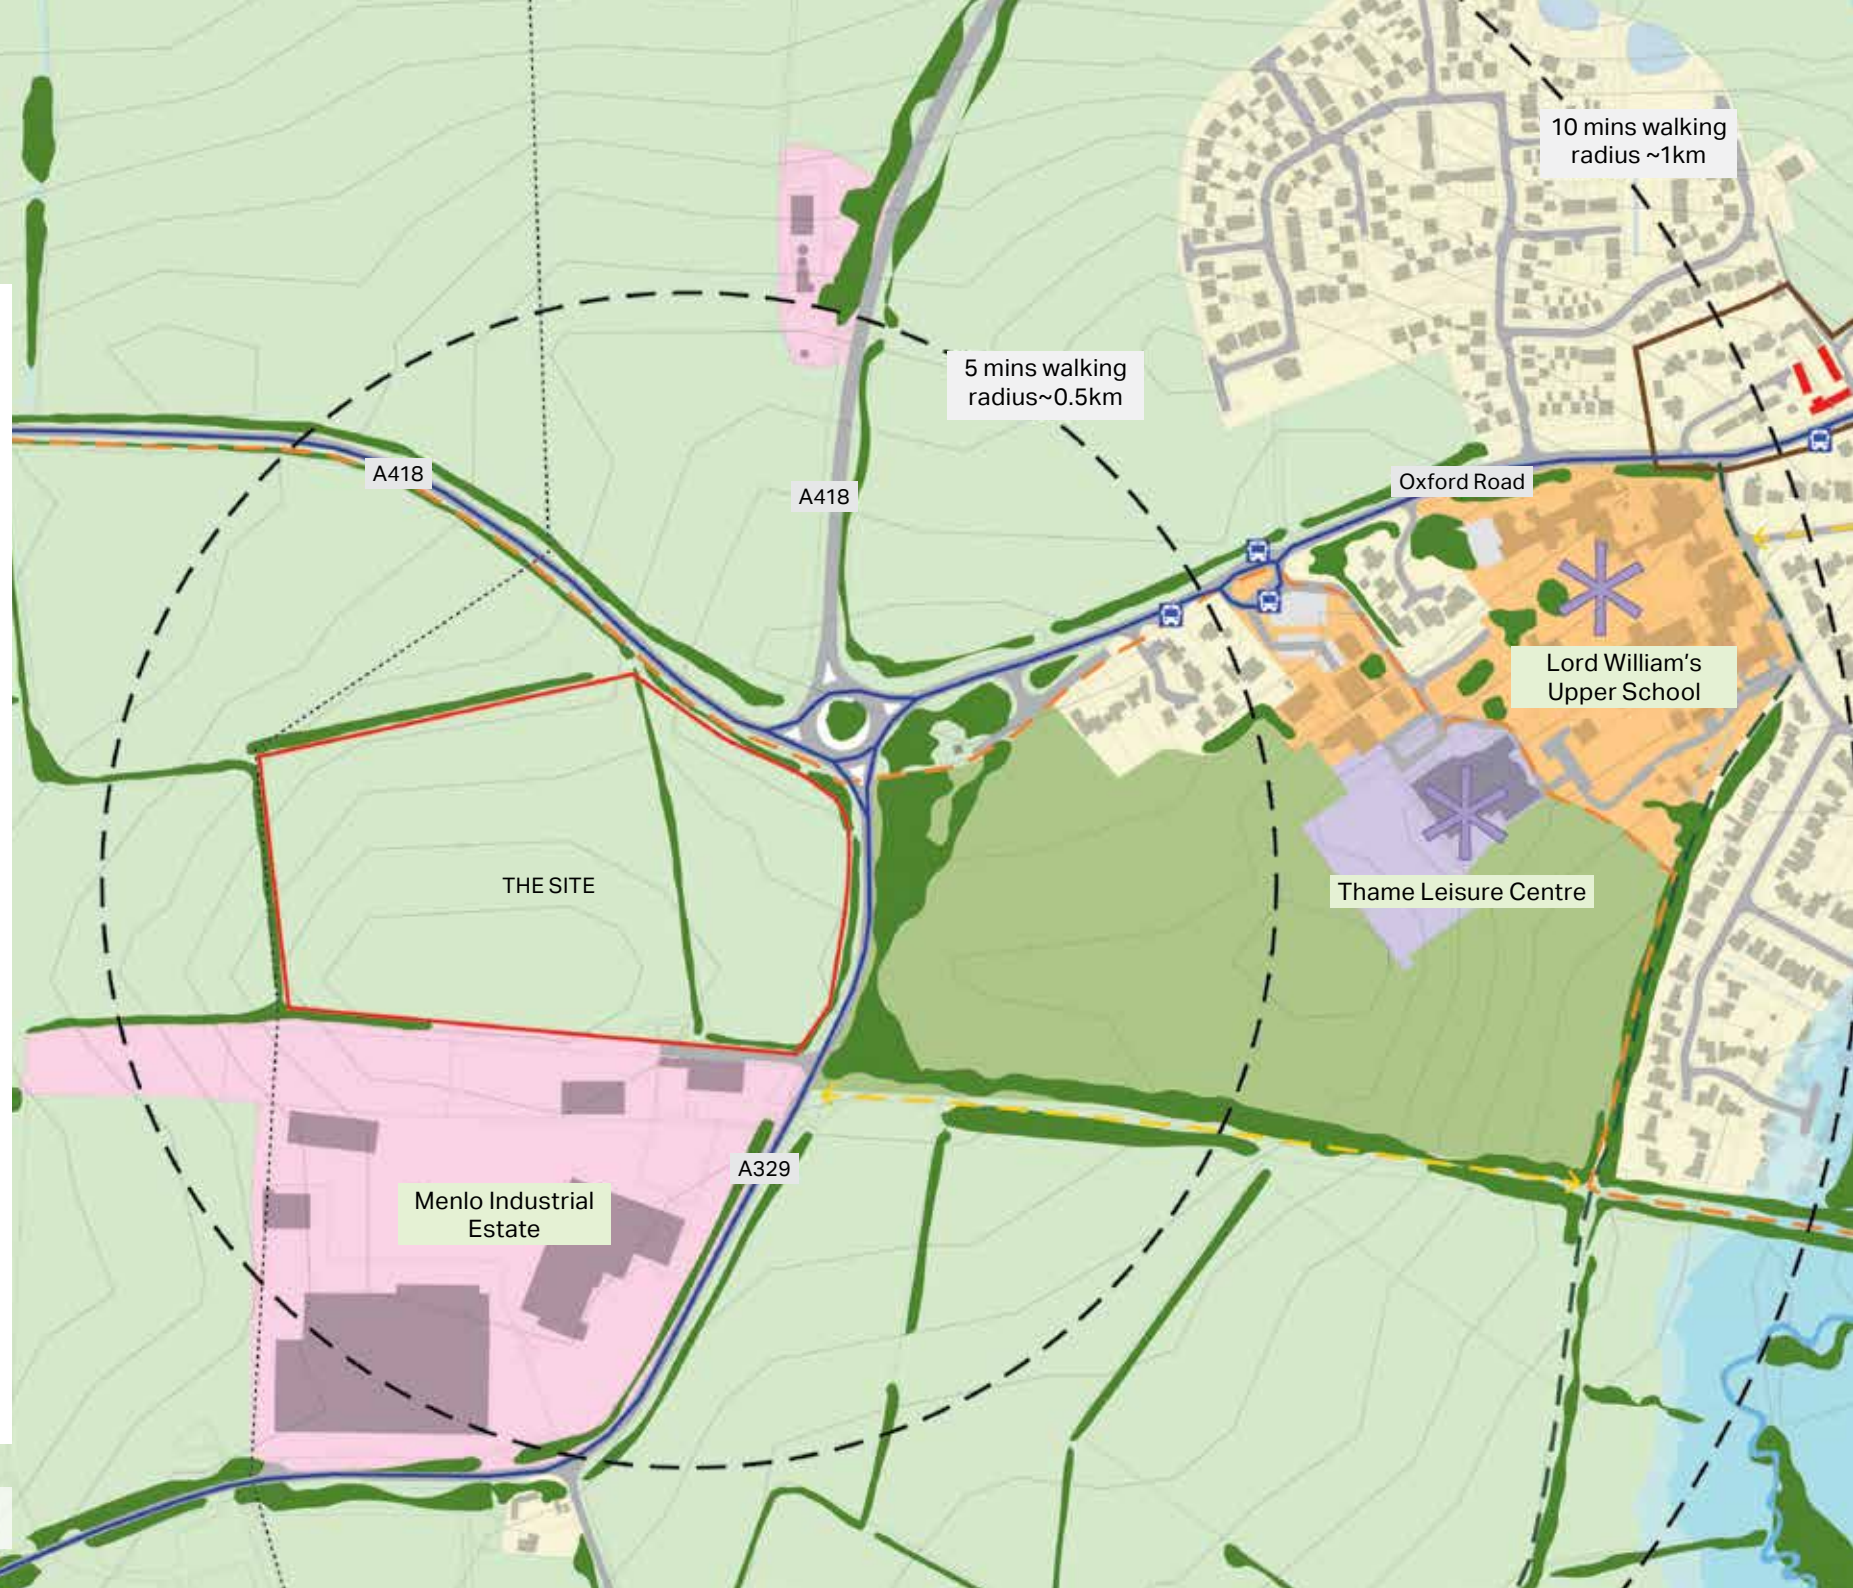 10 mins walking
radius ~1km
5 mins walking
radius~0.5km
A418
A418
Oxford Road
Lord William's
Upper School
THE SITE
Thame Leisure Centre
A329
Menlo Industrial
Estate